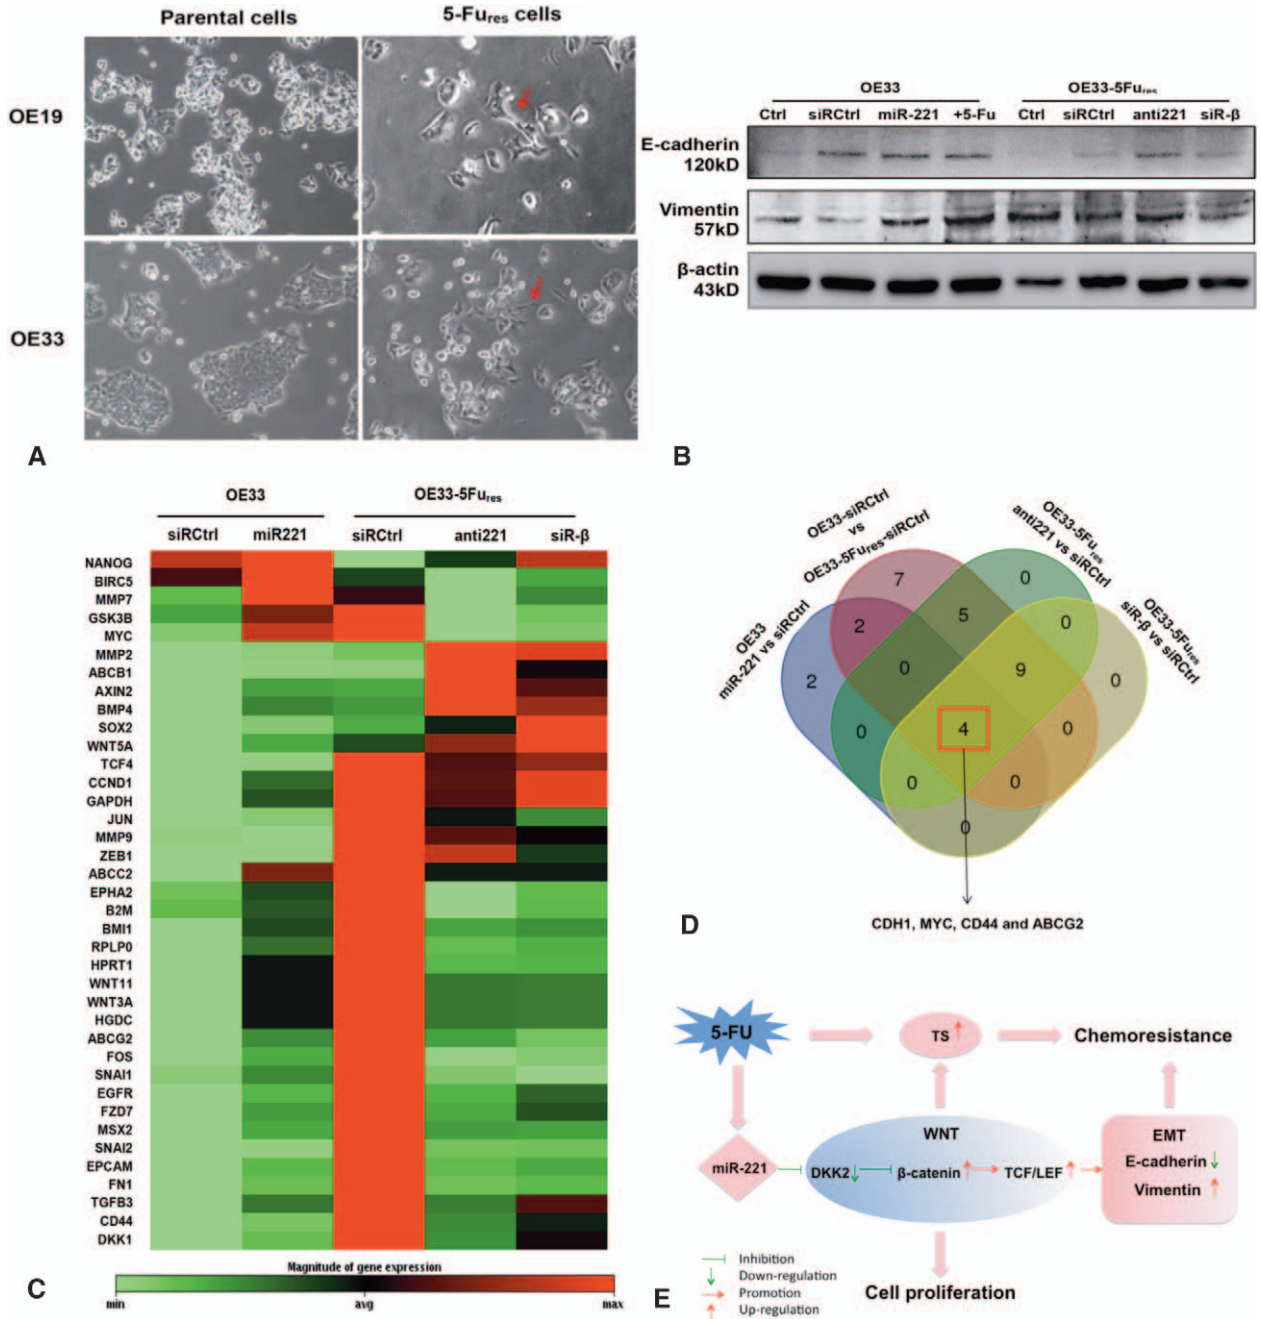 Parental cells
5-Fures cells
OE19
OE33
A
OE33
OE33-5Fures
Ctrl siRCtrl miR-221 +5-Fu Ctrl siRCtrl anti221 siR-β
E-cadherin
120kD
Vimentin
57kD
β-actin
43kD
B
OE33
OE33-5Fures
siRCtrl miR221 siRCtrl anti221 siR-β
NANOG
BIRC5
MMP7
GSK3B
MYC
MMP2
ABCB1
AXIN2
BMP4
SOX2
WNT5A
TCF4
CCND1
GAPDH
JUN
MMP9
ZEB1
ABCC2
EPHA2
B2M
BMI1
RPLP0
HPRT1
WNT11
WNT3A
HGDC
ABCG2
FOS
SNAI1
EGFR
FZD7
MSX2
SNAI2
EPCAM
FN1
TGFB3
CD44
DKK1
Magnitude of gene expression
min avg max
C
OE33
miR-221 vs siRCtrl
OE33-siRCtrl
vs
OE33-5Fures-siRCtrl
OE33-5Fures
anti221 vs siRCtrl
OE33-5Fures
siR-β vs siRCtrl
7
0
2
5
0
2
0
9
0
0
4
0
0
0
0
CDH1, MYC, CD44 and ABCG2
D
5-FU
TS
Chemoresistance
miR-221
WNT
DKK2
β-catenin
TCF/LEF
EMT
E-cadherin
Vimentin
Cell proliferation
Inhibition
Down-regulation
Promotion
Up-regulation
E